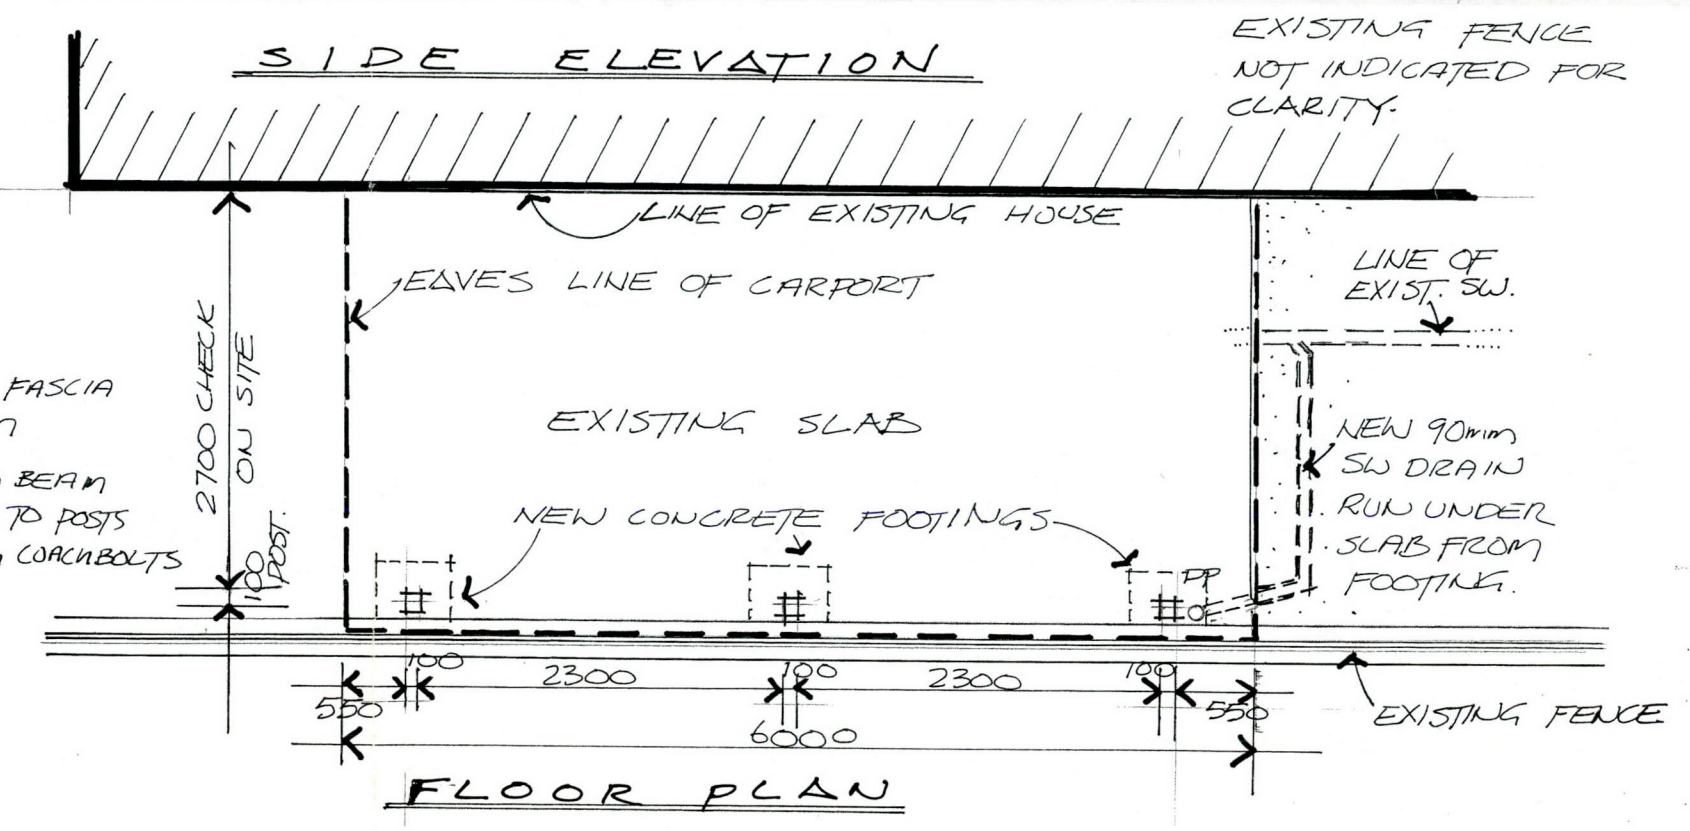 SIDE ELEVATION
EXISTING FENCE
NOT INDICATED FOR
CLARITY.
LINE OF EXISTING HOUSE
EAVES LINE OF CARPORT
LINE OF
EXIST. SW.
2700 CHECK
ON SITE
FASCIA
BEAM
TO POSTS
COACHBOLTS
EXISTING SLAB
NEW 90mm
SW DRAIN
RUN UNDER
SLAB FROM
FOOTING.
NEW CONCRETE FOOTINGS
100
POST.
DP
100
2300
100
2300
100
550
550
6000
EXISTING FENCE
FLOOR PLAN